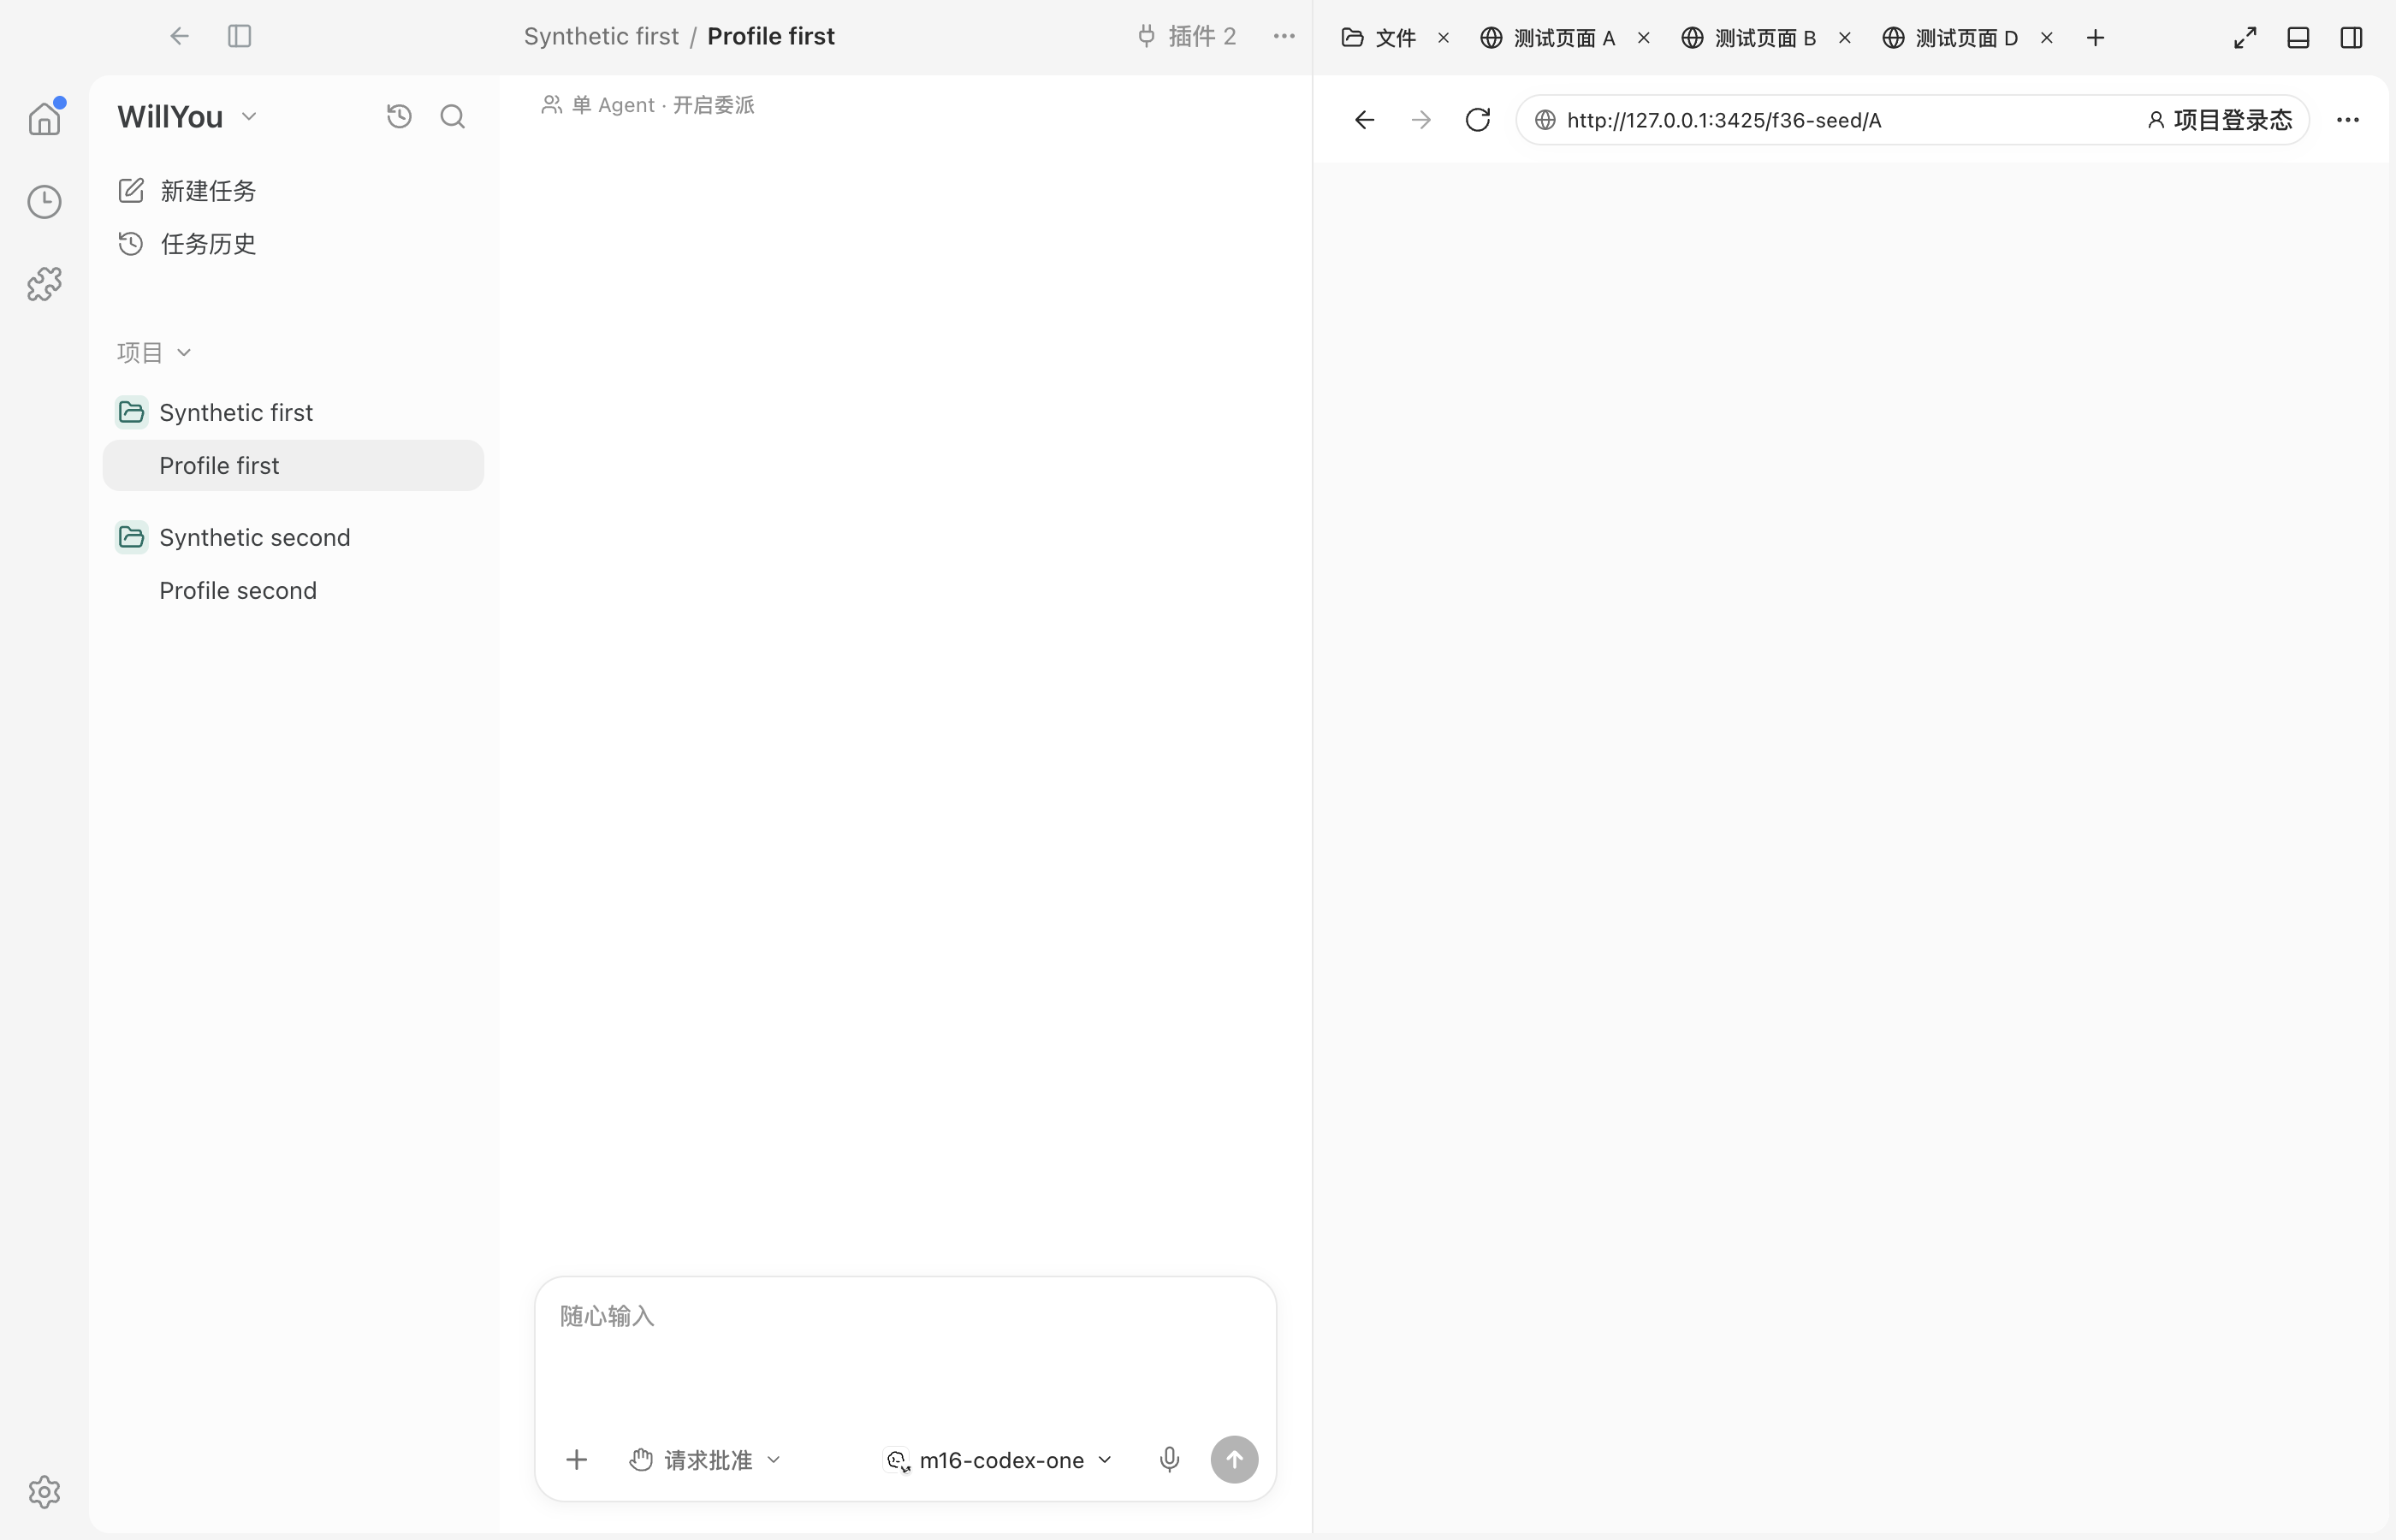 Synthetic first / Profile first
插件 2
文件
测试页面 A
测试页面 B
测试页面 D
WillYou
新建任务
任务历史
项目
Synthetic first
Profile first
Synthetic second
Profile second
单 Agent · 开启委派
http://127.0.0.1:3425/f36-seed/A
项目登录态
随心输入
请求批准
m16-codex-one